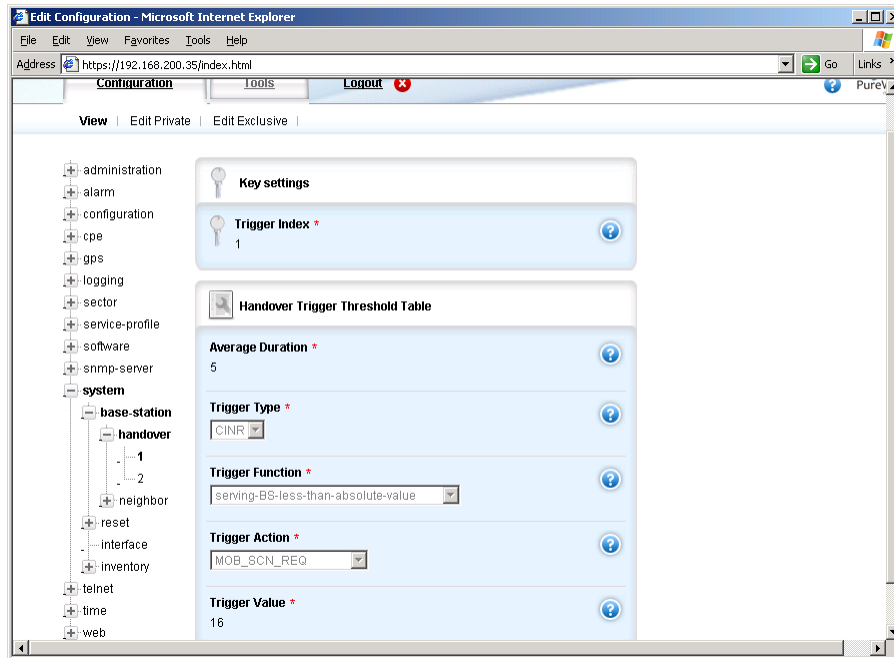 Edit Configuration - Microsoft Internet Explorer
File Edit View Favorites Tools Help
Address https://192.168.200.35/index.html Go Links
Configuration Tools Logout
View | Edit Private | Edit Exclusive |
administration
alarm
configuration
cpe
gps
logging
sector
service-profile
software
snmp-server
system
base-station
handover
1
2
neighbor
reset
interface
inventory
telnet
time
web
Key settings
Trigger Index *
1
Handover Trigger Threshold Table
Average Duration *
5
Trigger Type *
CINR
Trigger Function *
serving-BS-less-than-absolute-value
Trigger Action *
MOB_SCN_REQ
Trigger Value *
16